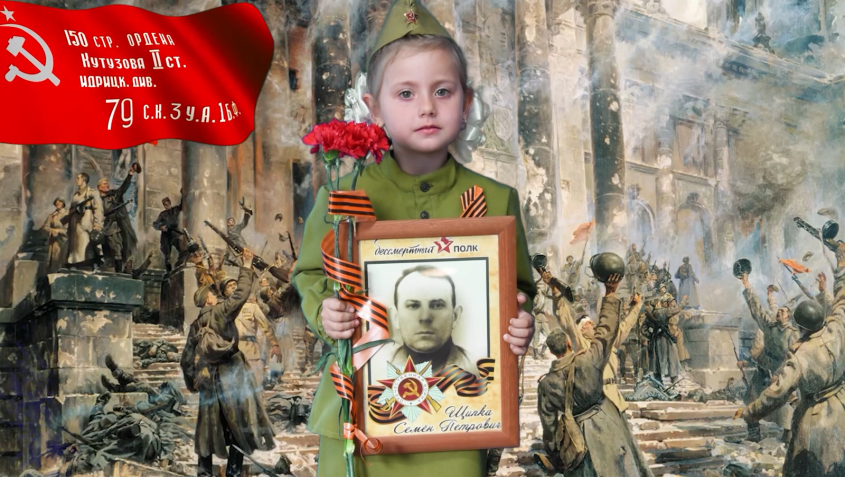 150 СТР. ОРДЕНА
КУТУЗОВА II СТ.
ИДРИЦК. ДИВ.
79 С.К. 3 У.А. 1 Б.Ф.
бессмертный ПОЛК
Щипка
Семён Петрович